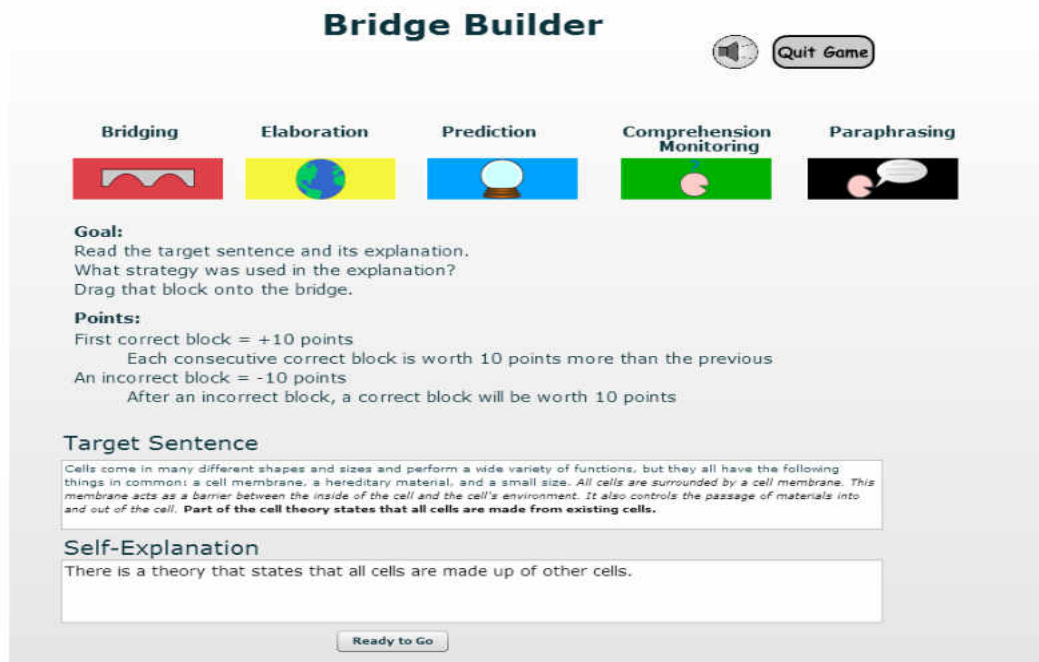 Bridge Builder
Quit Game
Bridging Elaboration Prediction Comprehension Monitoring Paraphrasing
Goal:
Read the target sentence and its explanation.
What strategy was used in the explanation?
Drag that block onto the bridge.
Points:
First correct block = +10 points
Each consecutive correct block is worth 10 points more than the previous
An incorrect block = -10 points
After an incorrect block, a correct block will be worth 10 points
Target Sentence
Cells come in many different shapes and sizes and perform a wide variety of functions, but they all have the following
things in common: a cell membrane, a hereditary material, and a small size. All cells are surrounded by a cell membrane. This
membrane acts as a barrier between the inside of the cell and the cell's environment. It also controls the passage of materials into
and out of the cell. Part of the cell theory states that all cells are made from existing cells.
Self-Explanation
There is a theory that states that all cells are made up of other cells.
Ready to Go